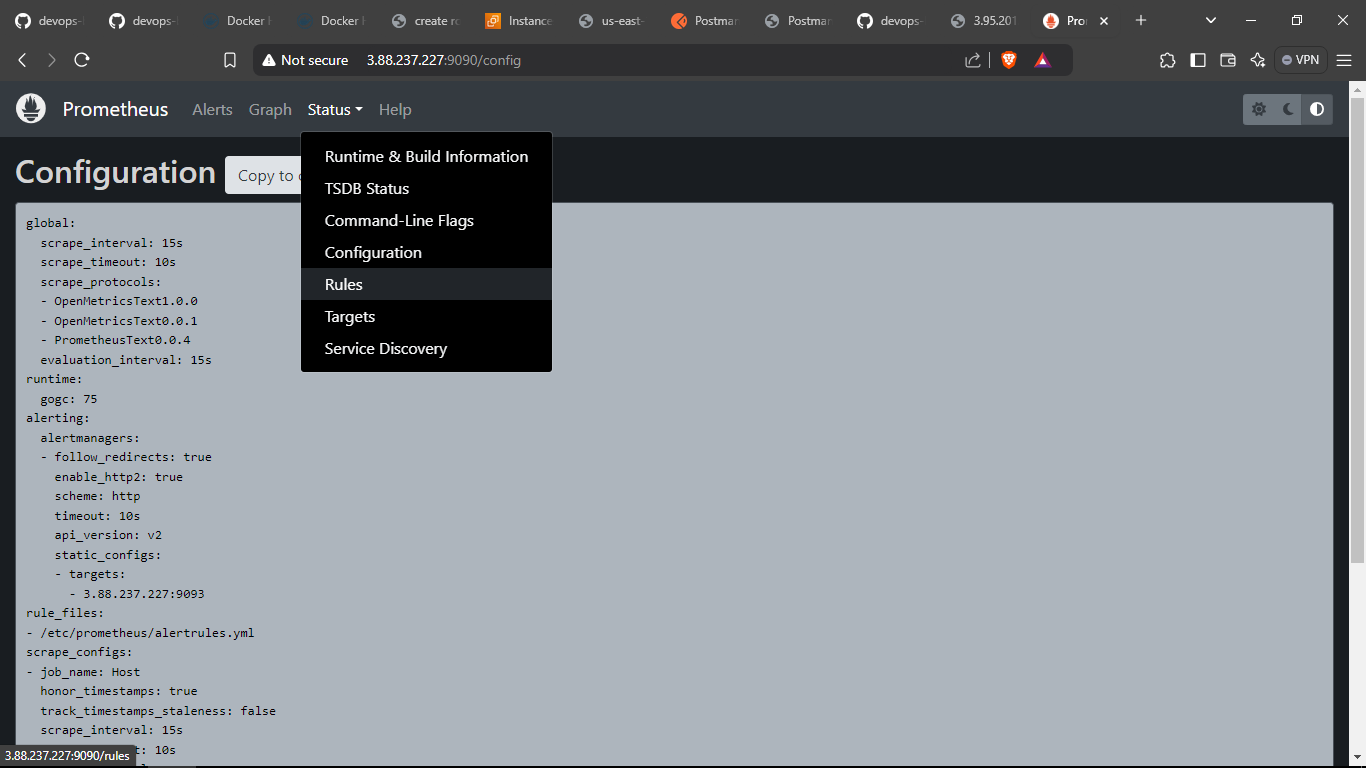 devops-
devops-
Docker H
Docker H
create ro
Instance
us-east-
Postmar
Postmar
devops-
3.95.201
Pro
Not secure 3.88.237.227:9090/config
VPN
Prometheus Alerts Graph Status Help
Configuration
Copy to
Runtime & Build Information
TSDB Status
Command-Line Flags
Configuration
Rules
Targets
Service Discovery
global:
  scrape_interval: 15s
  scrape_timeout: 10s
  scrape_protocols:
  - OpenMetricsText1.0.0
  - OpenMetricsText0.0.1
  - PrometheusText0.0.4
  evaluation_interval: 15s
runtime:
  gogc: 75
alerting:
  alertmanagers:
  - follow_redirects: true
    enable_http2: true
    scheme: http
    timeout: 10s
    api_version: v2
    static_configs:
    - targets:
      - 3.88.237.227:9093
rule_files:
- /etc/prometheus/alertrules.yml
scrape_configs:
- job_name: Host
  honor_timestamps: true
  track_timestamps_staleness: false
  scrape_interval: 15s
t: 10s
3.88.237.227:9090/rules